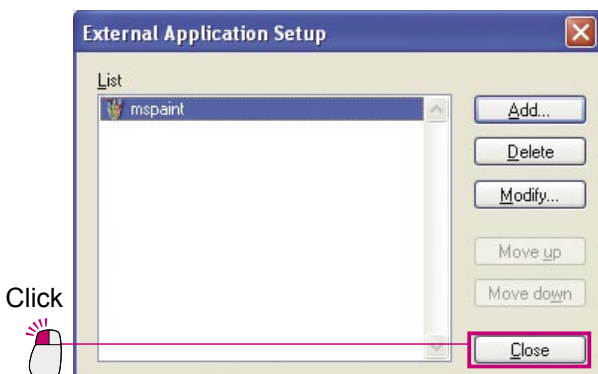 External Application Setup
List
mspaint
Add...
Delete
Modify...
Move up
Move down
Click
Close